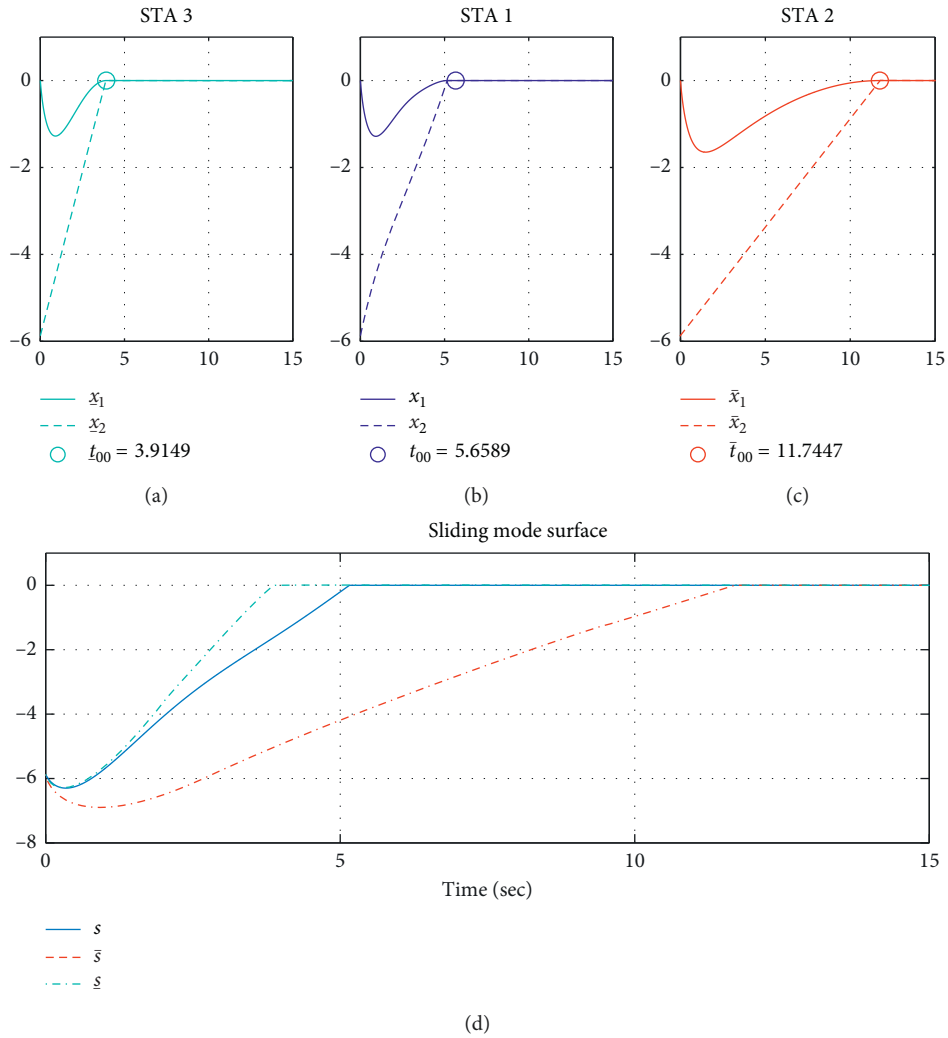 STA 3
STA 1
STA 2
0
−2
−4
−6
0 5 10 15
0
−2
−4
−6
0 5 10 15
0
−2
−4
−6
0 5 10 15
x̲₁
x̲₂
t̲₀₀ = 3.9149
(a)
x₁
x₂
t₀₀ = 5.6589
(b)
x̄₁
x̄₂
t̄₀₀ = 11.7447
(c)
Sliding mode surface
0
−2
−4
−6
−8
0 5 10 15
Time (sec)
s
s̄
s̲
(d)